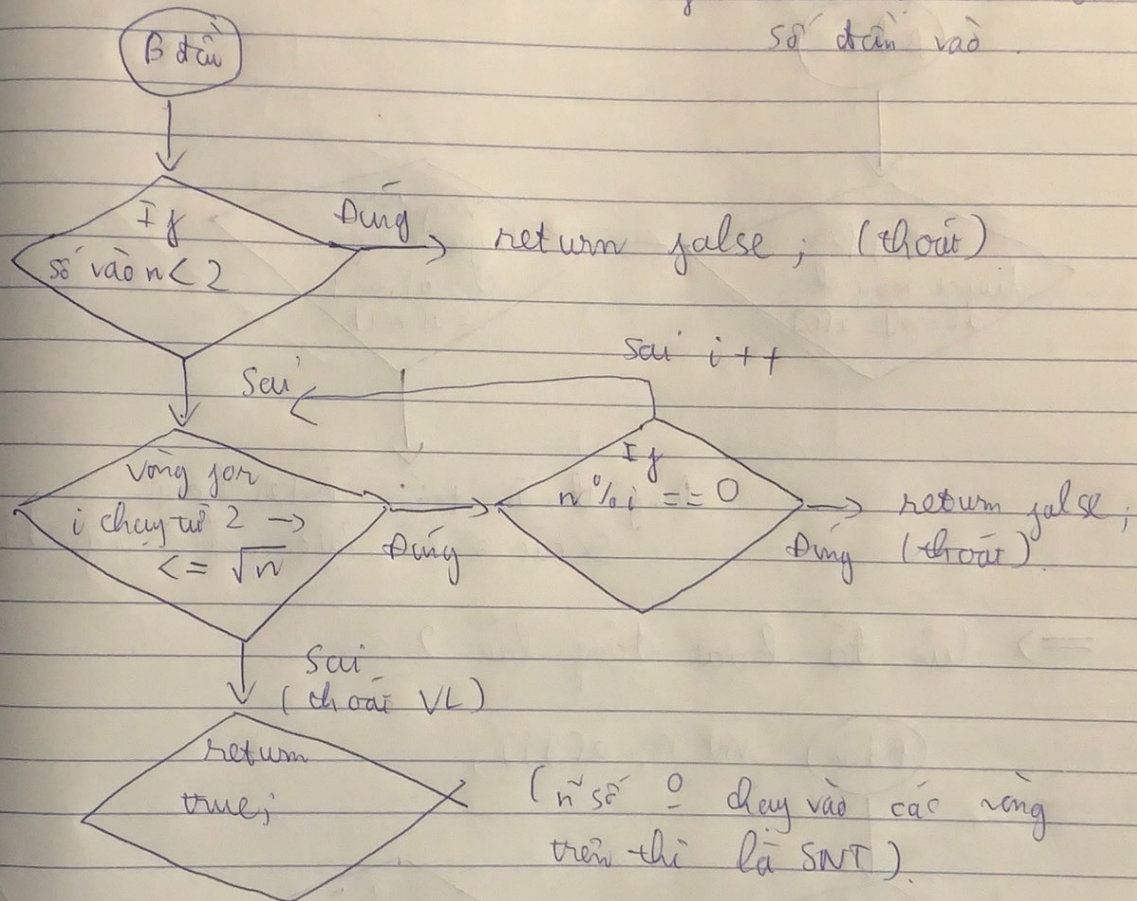 số đầu vào.
B đầu
If
số vào n < 2
Đúng
return false; (thoát)
Sai
Sai i++
vòng for
i chạy từ 2 →
<= √n
Đúng
If
n % i == 0
Đúng
return false;
(thoát).
Sai
(thoát VL)
return
true;
(n~ số o chạy vào các vòng
trên thì là SNT).